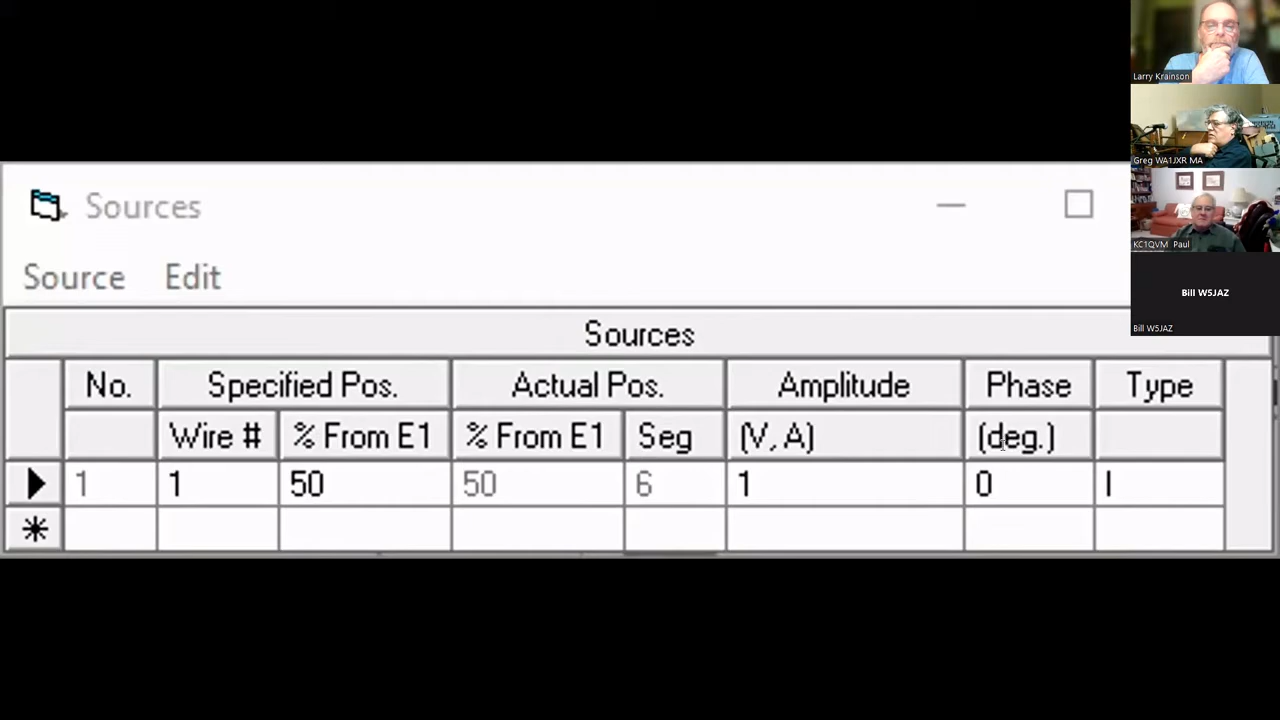 Larry Krainson
Greg WA1JXR MA
KC1QVM Paul
Bill W5JAZ
Bill W5JAZ
Sources
Source Edit
Sources
No. Specified Pos. Actual Pos. Amplitude Phase Type
Wire # % From E1 % From E1 Seg (V, A) (deg.)
1 1 50 50 6 1 0 I